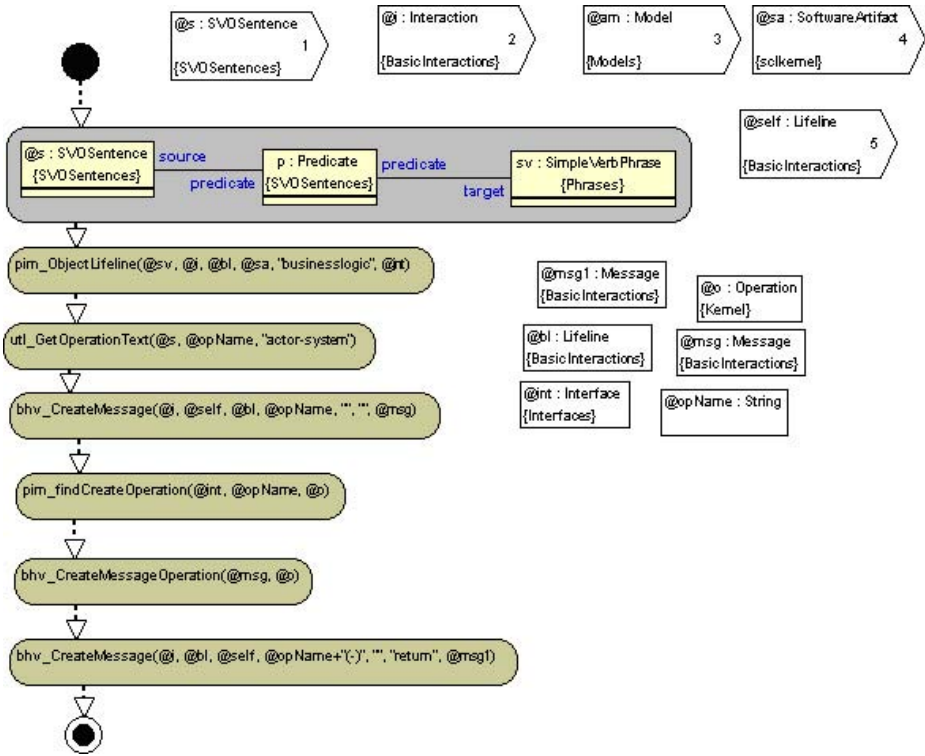 @s : SVOSentence
1
{SVOSentences}
@i : Interaction
2
{BasicInteractions}
@am : Model
3
{Models}
@sa : SoftwareArtifact
4
{sclkernel}
@self : Lifeline
5
{BasicInteractions}
@s : SVOSentence
{SVOSentences}
source
predicate
p : Predicate
{SVOSentences}
predicate
target
sv : SimpleVerbPhrase
{Phrases}
pim_ObjectLifeline(@sv, @i, @bl, @sa, "businesslogic", @int)
utl_GetOperationText(@s, @opName, "actor-system")
bhv_CreateMessage(@i, @self, @bl, @opName, "", "", @msg)
pim_findCreateOperation(@int, @opName, @o)
bhv_CreateMessageOperation(@msg, @o)
bhv_CreateMessage(@i, @bl, @self, @opName+"(-)", "", "return", @msg1)
@msg1 : Message
{BasicInteractions}
@o : Operation
{Kernel}
@bl : Lifeline
{BasicInteractions}
@msg : Message
{BasicInteractions}
@int : Interface
{Interfaces}
@opName : String